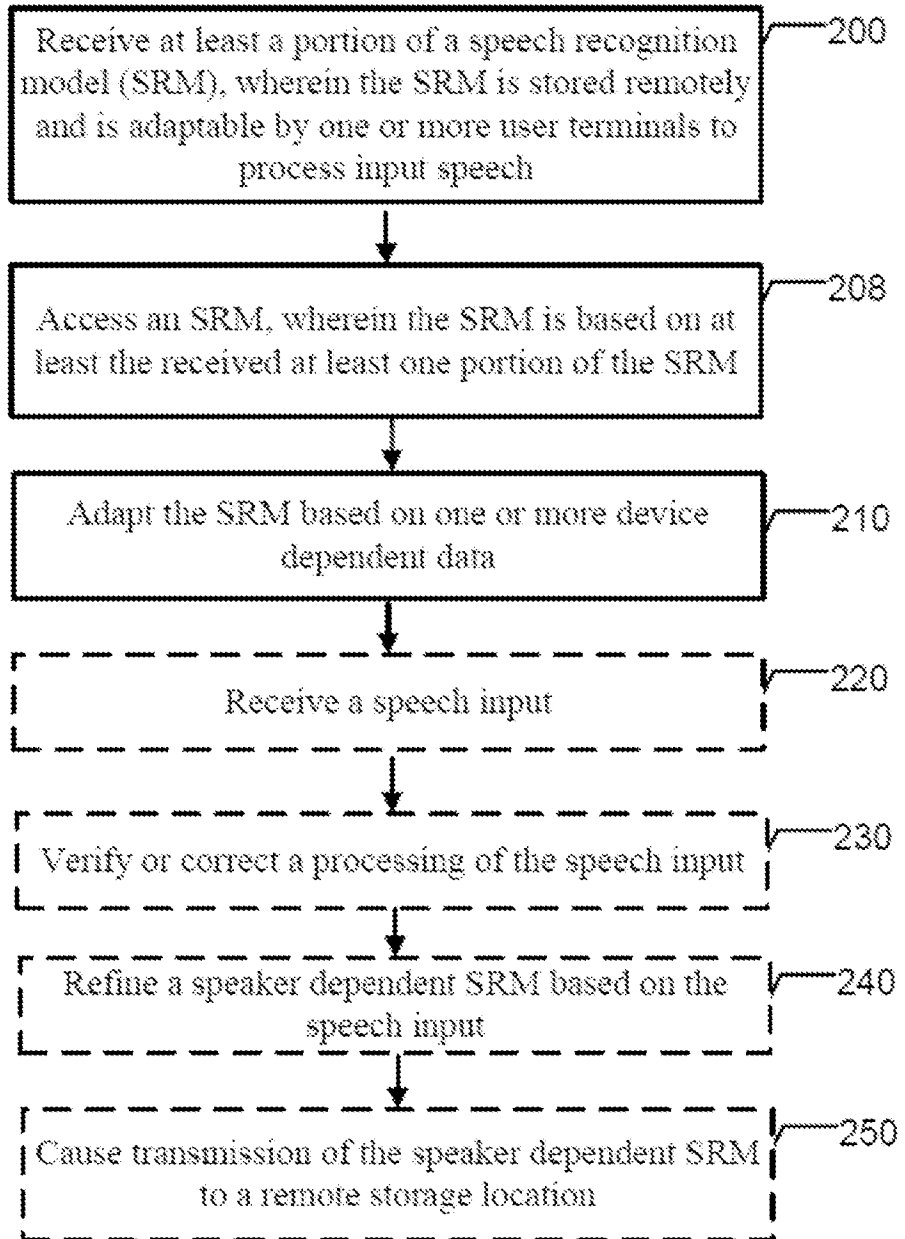 Receive at least a portion of a speech recognition
model (SRM), wherein the SRM is stored remotely
and is adaptable by one or more user terminals to
process input speech
200
Access an SRM, wherein the SRM is based on at
least the received at least one portion of the SRM
208
Adapt the SRM based on one or more device
dependent data
210
Receive a speech input
220
Verify or correct a processing of the speech input
230
Refine a speaker dependent SRM based on the
speech input
240
Cause transmission of the speaker dependent SRM
to a remote storage location
250